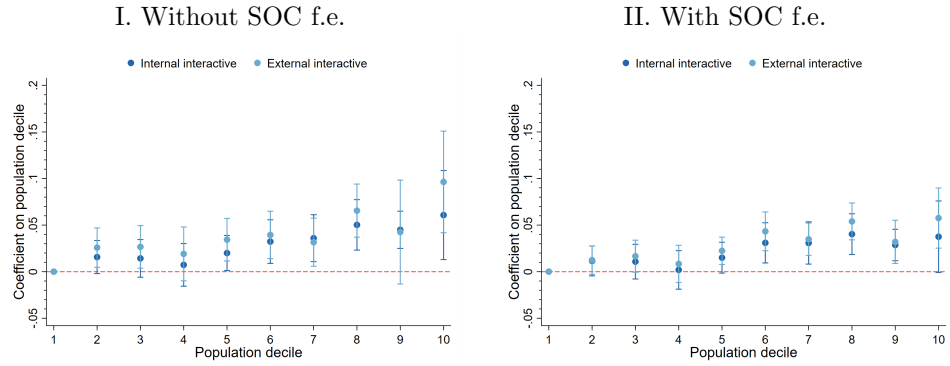 I. Without SOC f.e.
Internal interactive External interactive
Coefficient on population decile
.2
.15
.1
.05
0
-.05
1 2 3 4 5 6 7 8 9 10
Population decile
II. With SOC f.e.
Internal interactive External interactive
Coefficient on population decile
.2
.15
.1
.05
0
-.05
1 2 3 4 5 6 7 8 9 10
Population decile